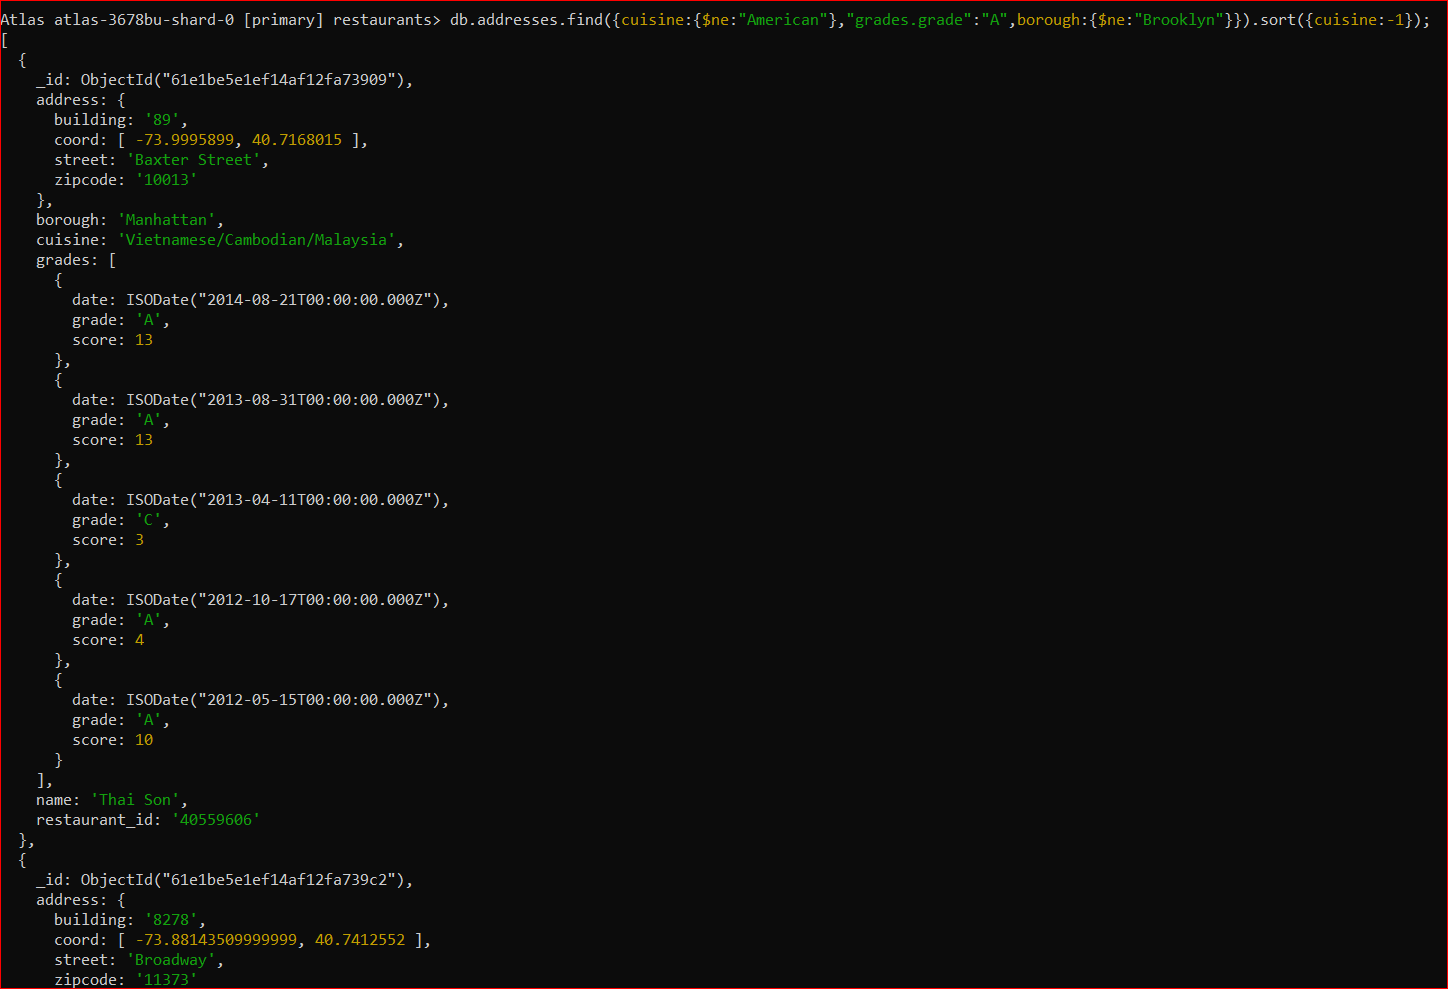 Atlas atlas-3678bu-shard-0 [primary] restaurants> db.addresses.find({cuisine:{$ne:"American"},"grades.grade":"A",borough:{$ne:"Brooklyn"}}).sort({cuisine:-1});
[
  {
    _id: ObjectId("61e1be5e1ef14af12fa73909"),
    address: {
      building: '89',
      coord: [ -73.9995899, 40.7168015 ],
      street: 'Baxter Street',
      zipcode: '10013'
    },
    borough: 'Manhattan',
    cuisine: 'Vietnamese/Cambodian/Malaysia',
    grades: [
      {
        date: ISODate("2014-08-21T00:00:00.000Z"),
        grade: 'A',
        score: 13
      },
      {
        date: ISODate("2013-08-31T00:00:00.000Z"),
        grade: 'A',
        score: 13
      },
      {
        date: ISODate("2013-04-11T00:00:00.000Z"),
        grade: 'C',
        score: 3
      },
      {
        date: ISODate("2012-10-17T00:00:00.000Z"),
        grade: 'A',
        score: 4
      },
      {
        date: ISODate("2012-05-15T00:00:00.000Z"),
        grade: 'A',
        score: 10
      }
    ],
    name: 'Thai Son',
    restaurant_id: '40559606'
  },
  {
    _id: ObjectId("61e1be5e1ef14af12fa739c2"),
    address: {
      building: '8278',
      coord: [ -73.88143509999999, 40.7412552 ],
      street: 'Broadway',
      zipcode: '11373'